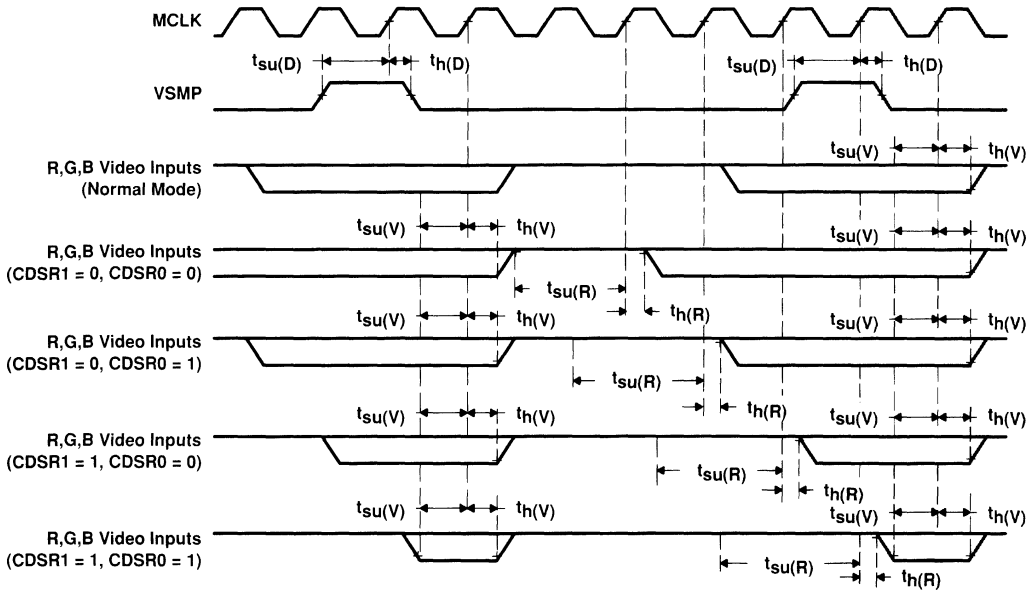 MCLK
tsu(D) th(D) tsu(D) th(D)
VSMP
tsu(V) th(V)
R,G,B Video Inputs
(Normal Mode)
tsu(V) th(V) tsu(V) th(V)
R,G,B Video Inputs
(CDSR1 = 0, CDSR0 = 0)
tsu(R)
th(R)
tsu(V) th(V) tsu(V) th(V)
R,G,B Video Inputs
(CDSR1 = 0, CDSR0 = 1)
tsu(R)
th(R)
tsu(V) th(V) tsu(V) th(V)
R,G,B Video Inputs
(CDSR1 = 1, CDSR0 = 0)
tsu(R)
th(R)
tsu(V) th(V) tsu(V) th(V)
R,G,B Video Inputs
(CDSR1 = 1, CDSR0 = 1)
tsu(R)
th(R)